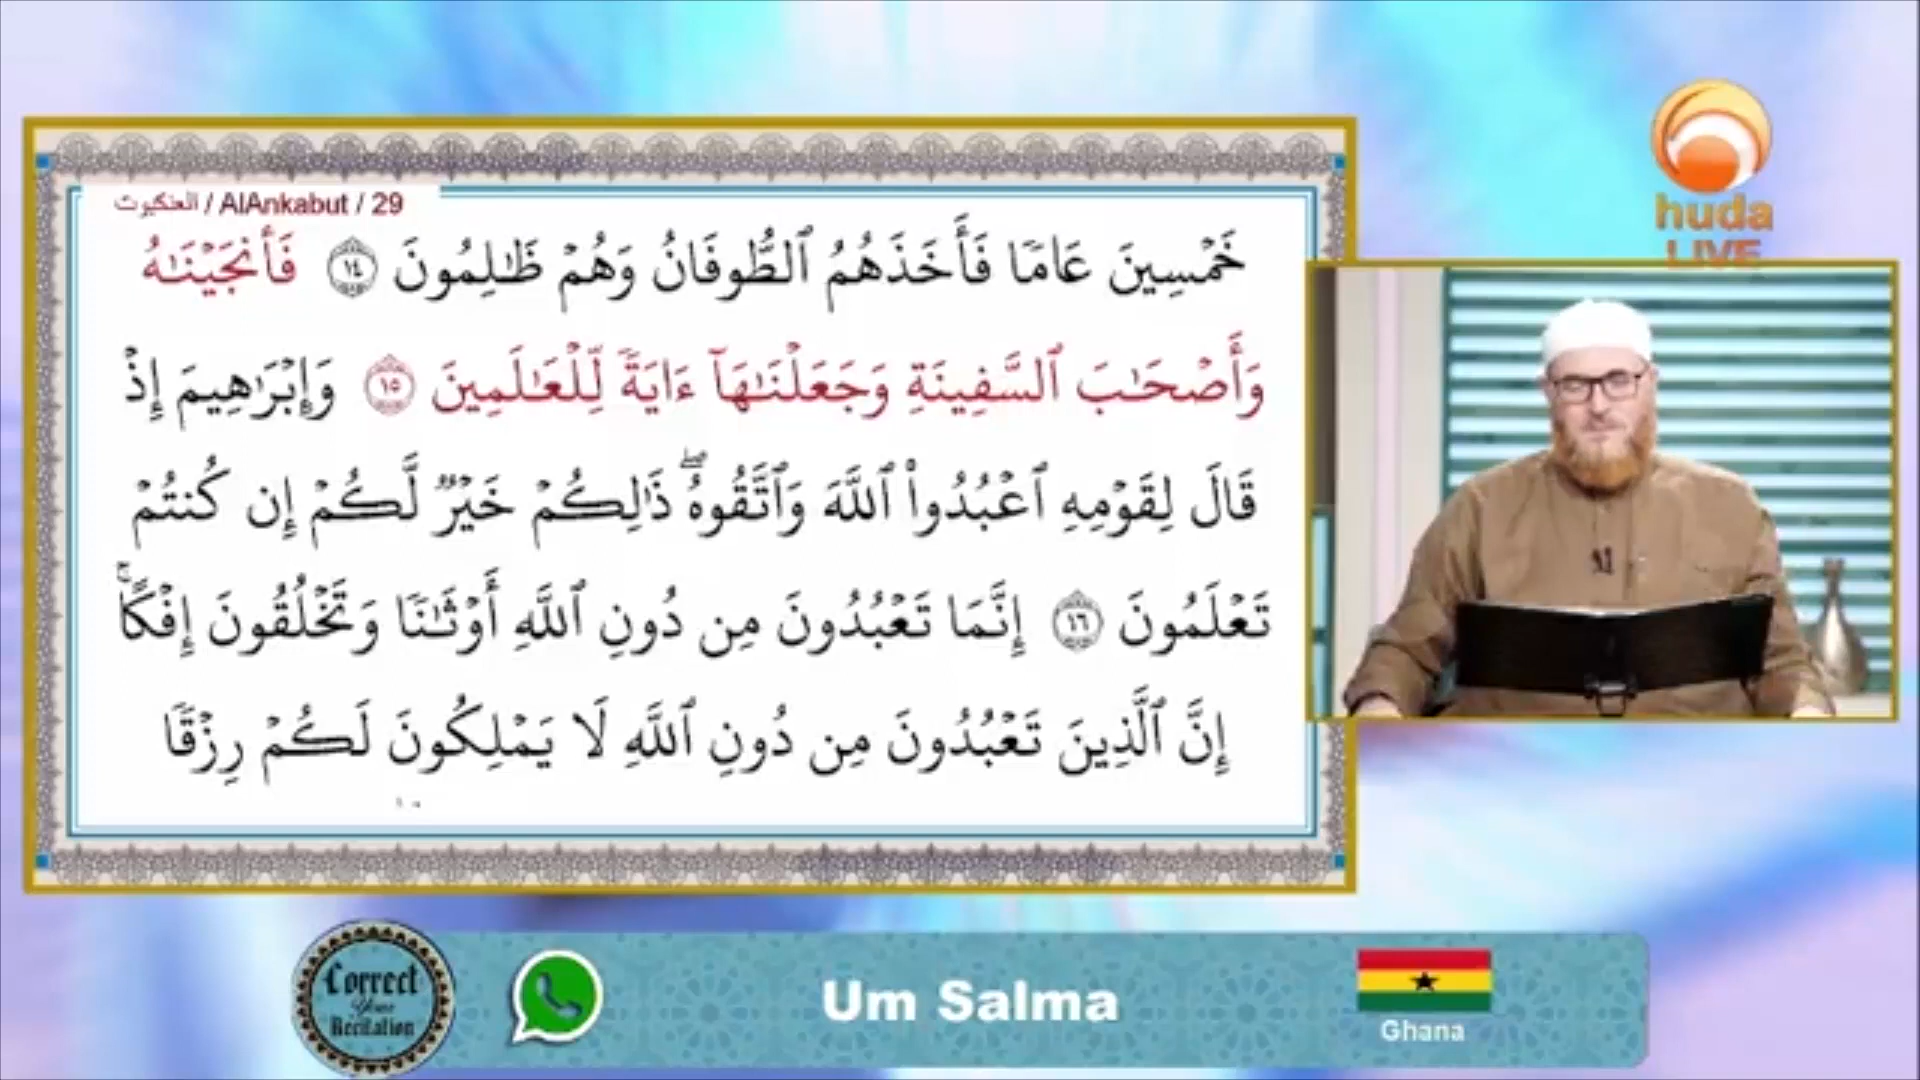 العنكبوت / AlAnkabut / 29
خَمْسِينَ عَامًا فَأَخَذَهُمُ ٱلطُّوفَانُ وَهُمْ ظَـٰلِمُونَ ١٤ فَأَنجَيْنَـٰهُ
وَأَصْحَـٰبَ ٱلسَّفِينَةِ وَجَعَلْنَـٰهَآ ءَايَةً لِّلْعَـٰلَمِينَ ١٥ وَإِبْرَٰهِيمَ إِذْ
قَالَ لِقَوْمِهِ ٱعْبُدُوا۟ ٱللَّهَ وَٱتَّقُوهُ ۖ ذَٰلِكُمْ خَيْرٌ لَّكُمْ إِن كُنتُمْ
تَعْلَمُونَ ١٦ إِنَّمَا تَعْبُدُونَ مِن دُونِ ٱللَّهِ أَوْثَـٰنًا وَتَخْلُقُونَ إِفْكًا ۚ
إِنَّ ٱلَّذِينَ تَعْبُدُونَ مِن دُونِ ٱللَّهِ لَا يَمْلِكُونَ لَكُمْ رِزْقًا
huda
LIVE
Correct
Your
Recitation
Um Salma
Ghana